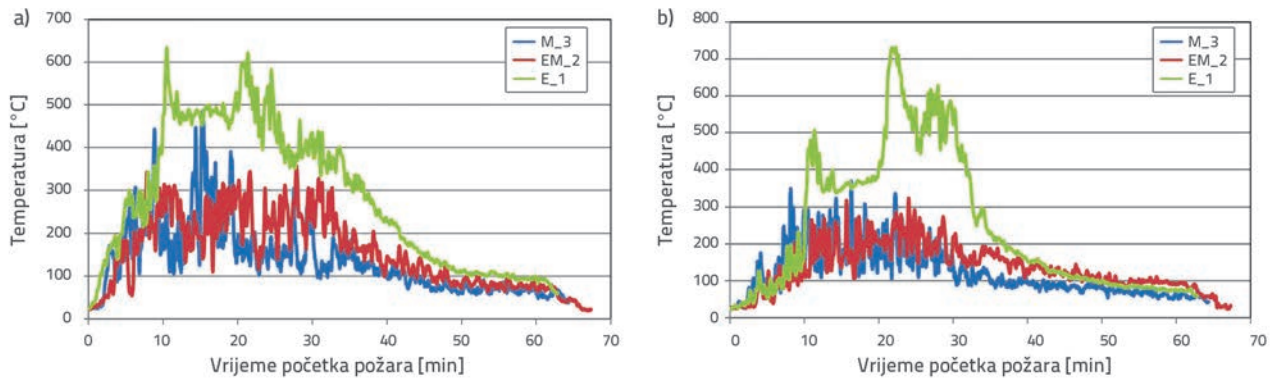 a)
700
600
500
400
300
200
100
0
Temperatura [°C]
M_3
EM_2
E_1
0 10 20 30 40 50 60 70
Vrijeme početka požara [min]
b)
800
700
600
500
400
300
200
100
0
Temperatura [°C]
M_3
EM_2
E_1
0 10 20 30 40 50 60 70
Vrijeme početka požara [min]